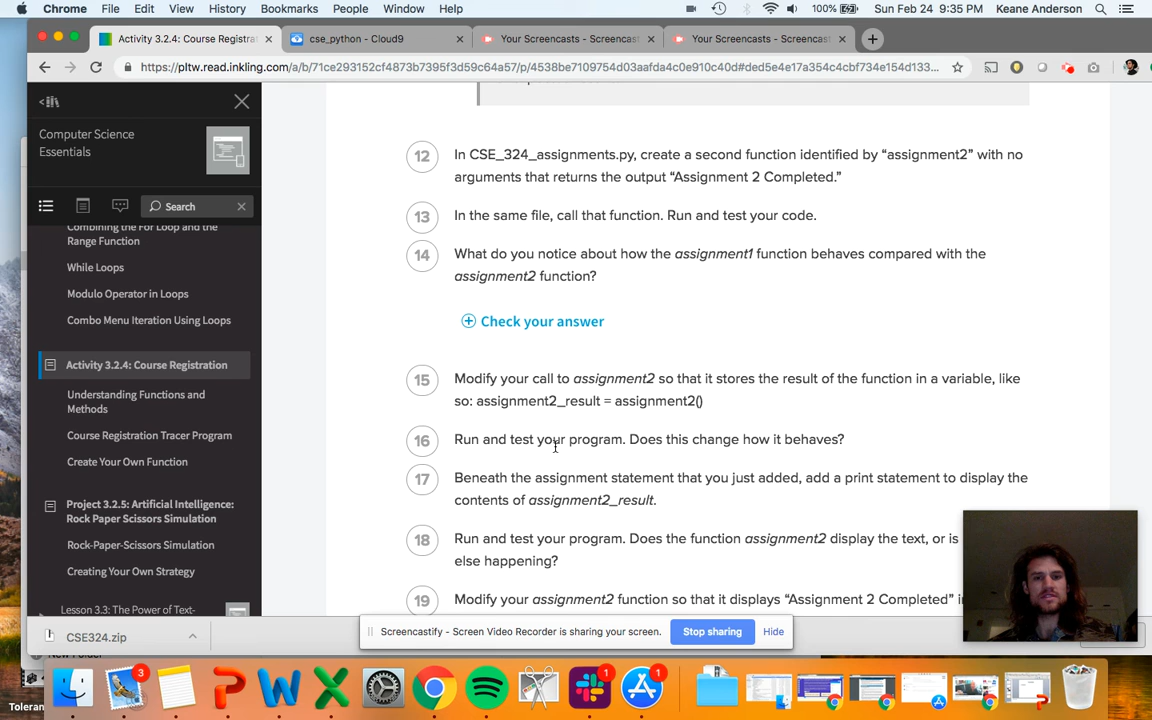 Chrome File Edit View History Bookmarks People Window Help 100% Sun Feb 24 9:35 PM Keane Anderson
Activity 3.2.4: Course Registra
cse_python - Cloud9
Your Screencasts - Screencast
Your Screencasts - Screencast
https://pltw.read.inkling.com/a/b/71ce293152cf4873b7395f3d59c64a57/p/4538be7109754d03aafda4c0e910c40d#ded5e4e17a354c4cbf734e154d133...
Computer Science
Essentials
Search
Combining the For Loop and the
Range Function
While Loops
Modulo Operator in Loops
Combo Menu Iteration Using Loops
Activity 3.2.4: Course Registration
Understanding Functions and
Methods
Course Registration Tracer Program
Create Your Own Function
Project 3.2.5: Artificial Intelligence:
Rock Paper Scissors Simulation
Rock-Paper-Scissors Simulation
Creating Your Own Strategy
Lesson 3.3: The Power of Text-
12 In CSE_324_assignments.py, create a second function identified by “assignment2” with no
arguments that returns the output “Assignment 2 Completed.”
13 In the same file, call that function. Run and test your code.
14 What do you notice about how the assignment1 function behaves compared with the
assignment2 function?
Check your answer
15 Modify your call to assignment2 so that it stores the result of the function in a variable, like
so: assignment2_result = assignment2()
16 Run and test your program. Does this change how it behaves?
17 Beneath the assignment statement that you just added, add a print statement to display the
contents of assignment2_result.
18 Run and test your program. Does the function assignment2 display the text, or is
else happening?
19 Modify your assignment2 function so that it displays “Assignment 2 Completed” i
CSE324.zip
Screencastify - Screen Video Recorder is sharing your screen. Stop sharing Hide
New Folder
3
1
1
Toleran